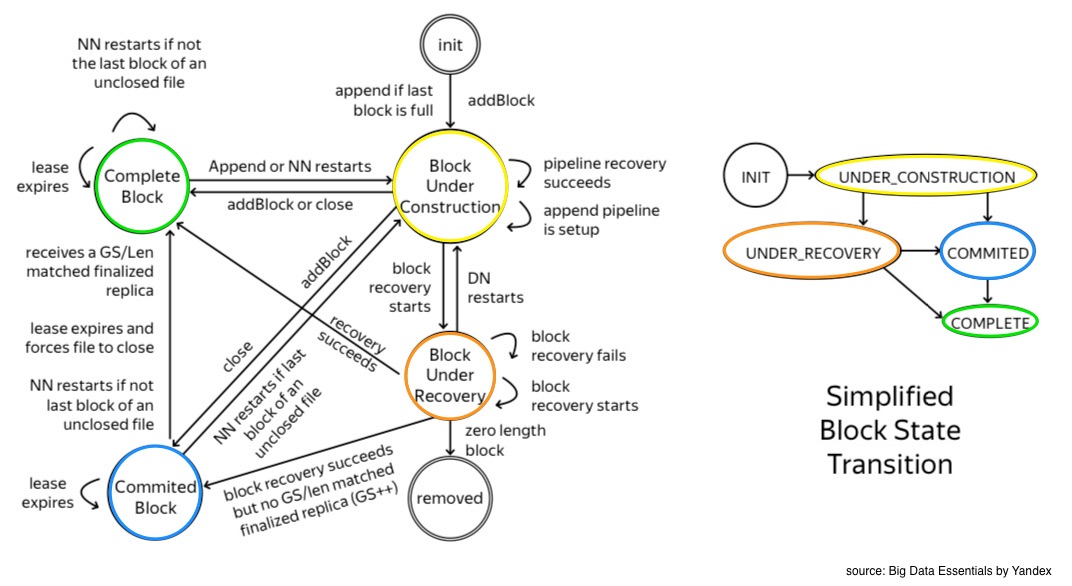 NN restarts if not
the last block of an
unclosed file
init
append if last
block is full
addBlock
lease
expires
Complete
Block
Append or NN restarts
addBlock or close
Block
Under
Construction
pipeline recovery
succeeds
append pipeline
is setup
receives a GS/Len
matched finalized
replica
lease expires and
forces file to close
NN restarts if not
last block of an
unclosed file
addBlock
close
NN restarts if last
block of an
unclosed file
recovery
succeeds
block
recovery
starts
DN
restarts
Block
Under
Recovery
block
recovery fails
block
recovery starts
zero length
block
lease
expires
Commited
Block
block recovery succeeds
but no GS/len matched
finalized replica (GS++)
removed
INIT
UNDER_CONSTRUCTION
UNDER_RECOVERY
COMMITED
COMPLETE
Simplified
Block State
Transition
source: Big Data Essentials by Yandex